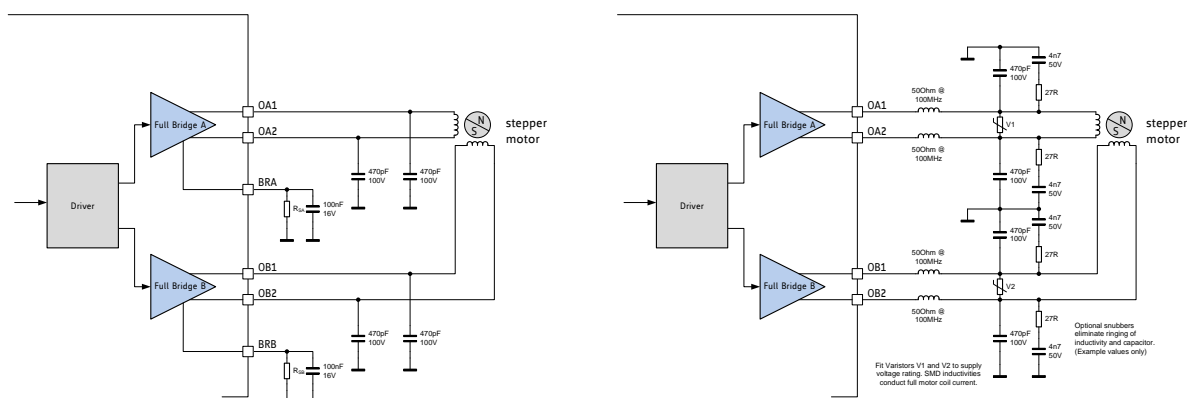 Driver
Full Bridge A
Full Bridge B
OA1
OA2
BRA
RSA
100nF
16V
470pF
100V
470pF
100V
N
S
stepper
motor
OB1
OB2
BRB
RSB
100nF
16V
470pF
100V
470pF
100V
Driver
Full Bridge A
Full Bridge B
OA1
OA2
50Ohm @
100MHz
50Ohm @
100MHz
470pF
100V
4n7
50V
27R
V1
N
S
stepper
motor
470pF
100V
27R
4n7
50V
470pF
100V
4n7
50V
27R
OB1
OB2
50Ohm @
100MHz
50Ohm @
100MHz
V2
470pF
100V
27R
4n7
50V
Optional snubbers
eliminate ringing of
inductivity and capacitor.
(Example values only)
Fit Varistors V1 and V2 to supply
voltage rating. SMD inductivities
conduct full motor coil current.